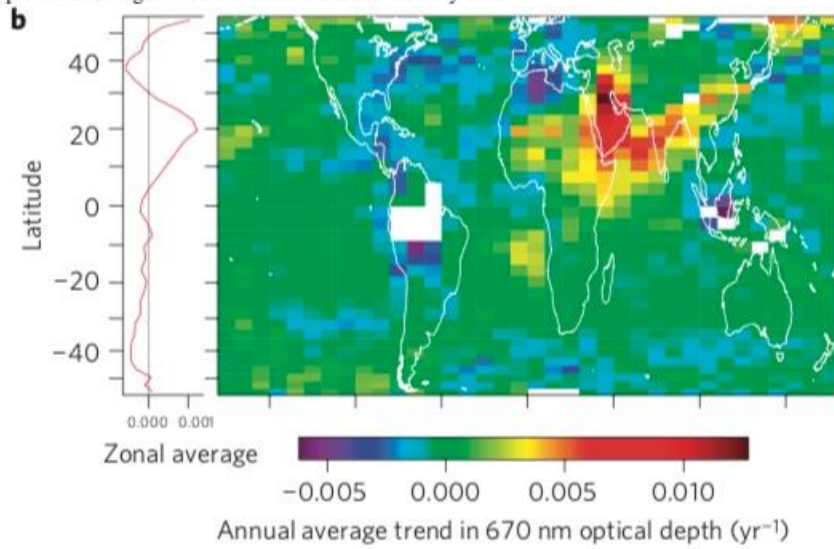 b
Latitude
40
20
0
−20
−40
0.000 0.001
Zonal average
−0.005 0.000 0.005 0.010
Annual average trend in 670 nm optical depth (yr⁻¹)